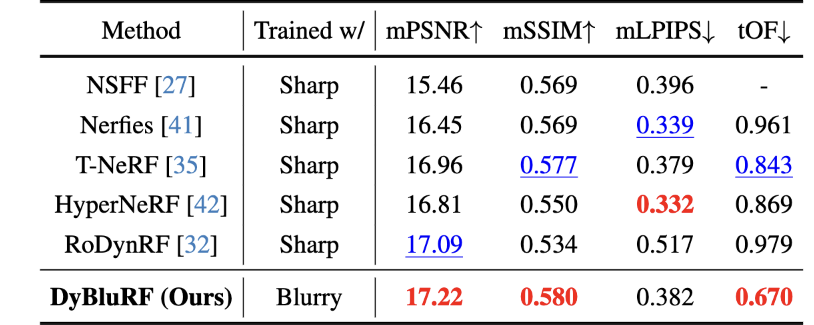 Method Trained w/ mPSNR↑ mSSIM↑ mLPIPS↓ tOF↓
NSFF [27] Sharp 15.46 0.569 0.396 -
Nerfies [41] Sharp 16.45 0.569 0.339 0.961
T-NeRF [35] Sharp 16.96 0.577 0.379 0.843
HyperNeRF [42] Sharp 16.81 0.550 0.332 0.869
RoDynRF [32] Sharp 17.09 0.534 0.517 0.979
DyBluRF (Ours) Blurry 17.22 0.580 0.382 0.670